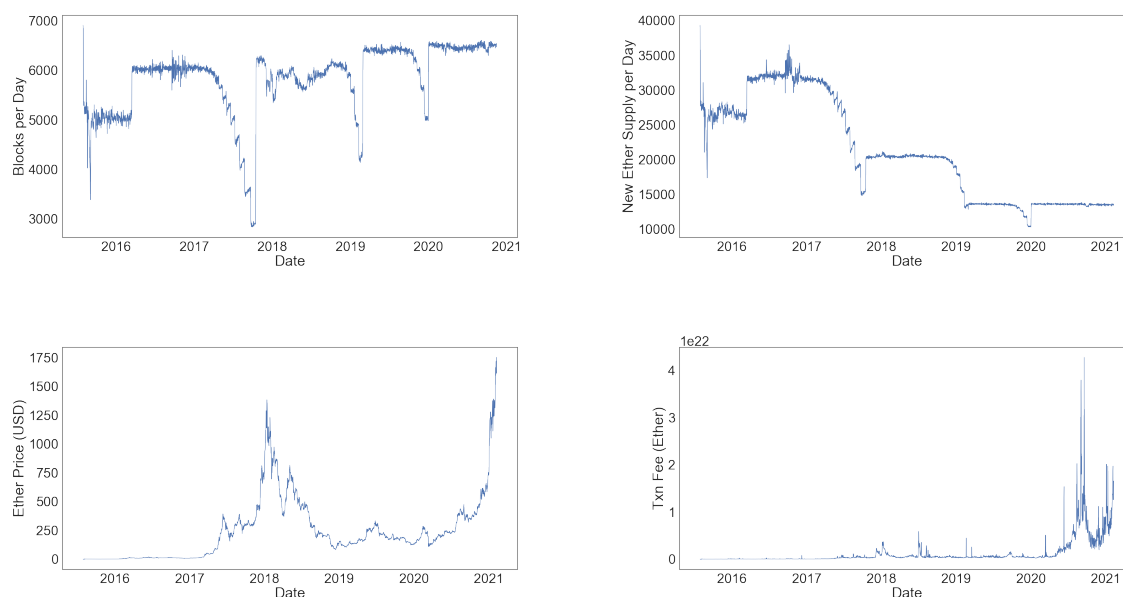 7000
6000
5000
4000
3000
Blocks per Day
2016 2017 2018 2019 2020 2021
Date
40000
35000
30000
25000
20000
15000
10000
New Ether Supply per Day
2016 2017 2018 2019 2020 2021
Date
1750
1500
1250
1000
750
500
250
0
Ether Price (USD)
2016 2017 2018 2019 2020 2021
Date
1e22
4
3
2
1
0
Txn Fee (Ether)
2016 2017 2018 2019 2020 2021
Date